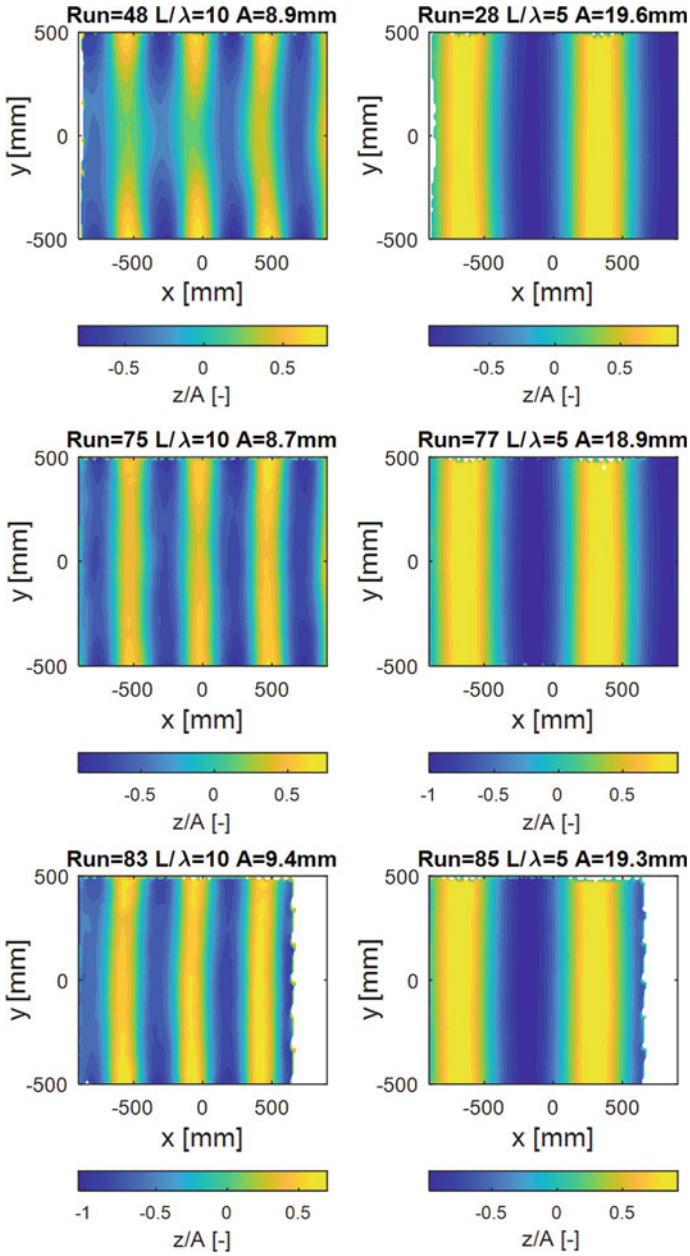 Run=48 L/λ=10 A=8.9mm
Run=28 L/λ=5 A=19.6mm
500
0
-500
y [mm]
-500 0 500
x [mm]
500
0
-500
y [mm]
-500 0 500
x [mm]
-0.5 0 0.5
z/A [-]
-0.5 0 0.5
z/A [-]
Run=75 L/λ=10 A=8.7mm
Run=77 L/λ=5 A=18.9mm
500
0
-500
y [mm]
-500 0 500
x [mm]
500
0
-500
y [mm]
-500 0 500
x [mm]
-0.5 0 0.5
z/A [-]
-1 -0.5 0 0.5
z/A [-]
Run=83 L/λ=10 A=9.4mm
Run=85 L/λ=5 A=19.3mm
500
0
-500
y [mm]
-500 0 500
x [mm]
500
0
-500
y [mm]
-500 0 500
x [mm]
-1 -0.5 0 0.5
z/A [-]
-0.5 0 0.5
z/A [-]